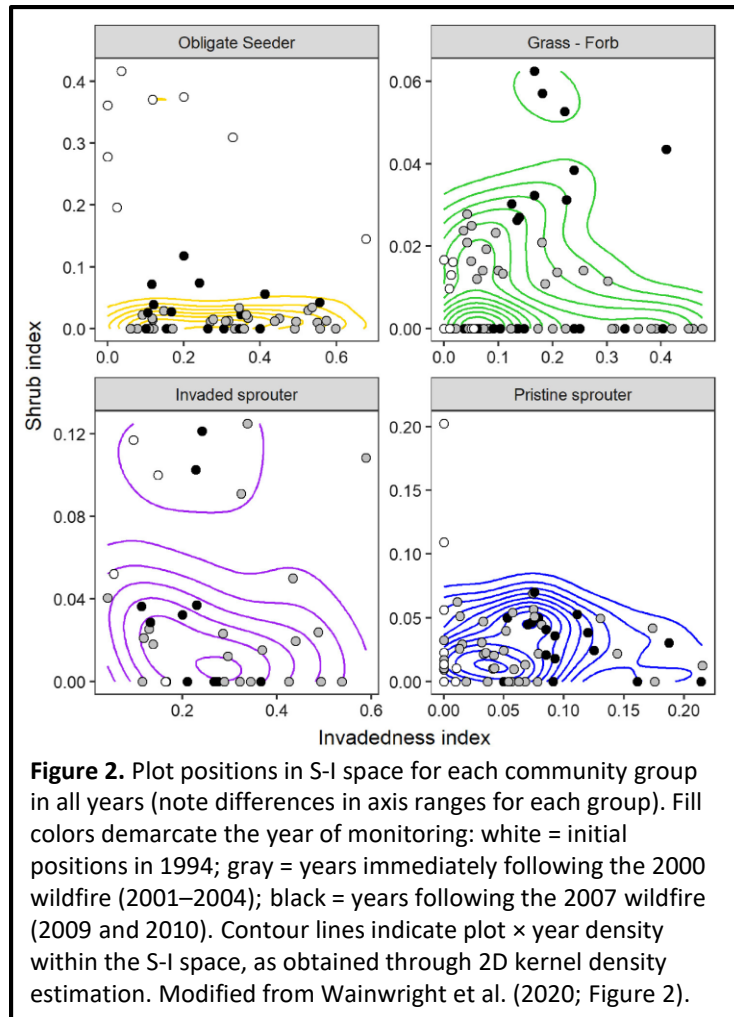 Obligate Seeder
Grass - Forb
0.4
0.3
0.2
0.1
0.0
0.0 0.2 0.4 0.6
0.06
0.04
0.02
0.00
0.0 0.1 0.2 0.3 0.4
Shrub index
Invaded sprouter
Pristine sprouter
0.12
0.08
0.04
0.00
0.2 0.4 0.6
0.20
0.15
0.10
0.05
0.00
0.00 0.05 0.10 0.15 0.20
Invadedness index
Figure 2. Plot positions in S-I space for each community group
in all years (note differences in axis ranges for each group). Fill
colors demarcate the year of monitoring: white = initial
positions in 1994; gray = years immediately following the 2000
wildfire (2001–2004); black = years following the 2007 wildfire
(2009 and 2010). Contour lines indicate plot × year density
within the S-I space, as obtained through 2D kernel density
estimation. Modified from Wainwright et al. (2020; Figure 2).